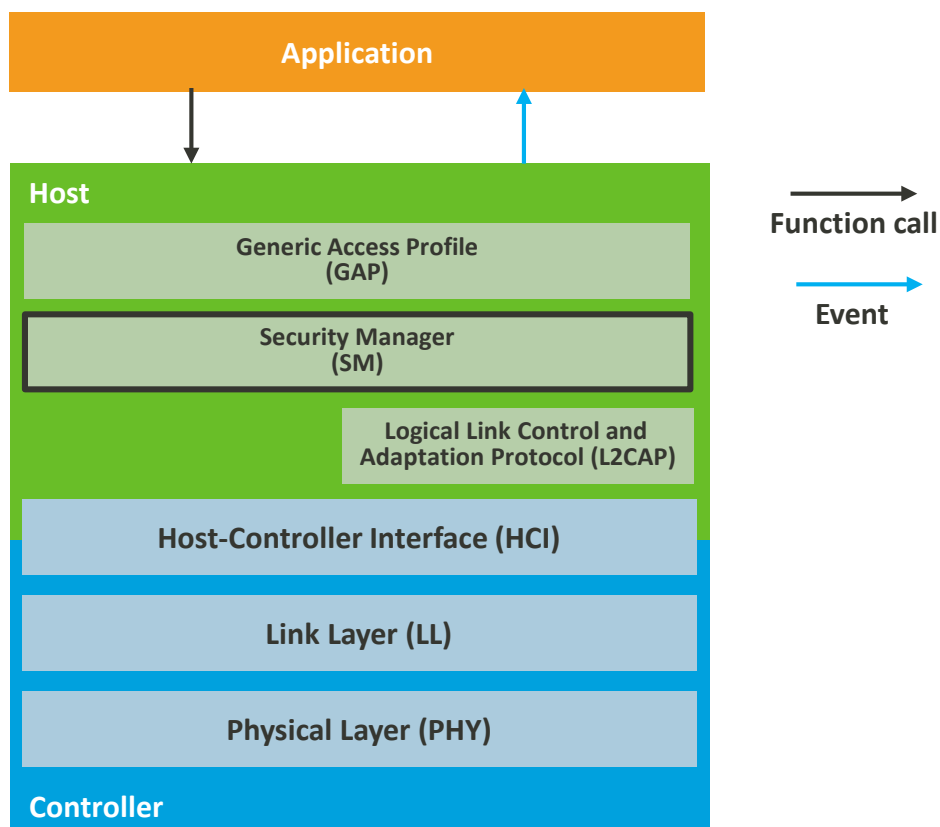 Application
Host
Generic Access Profile
(GAP)
Security Manager
(SM)
Logical Link Control and
Adaptation Protocol (L2CAP)
Host-Controller Interface (HCI)
Link Layer (LL)
Physical Layer (PHY)
Controller
Function call
Event